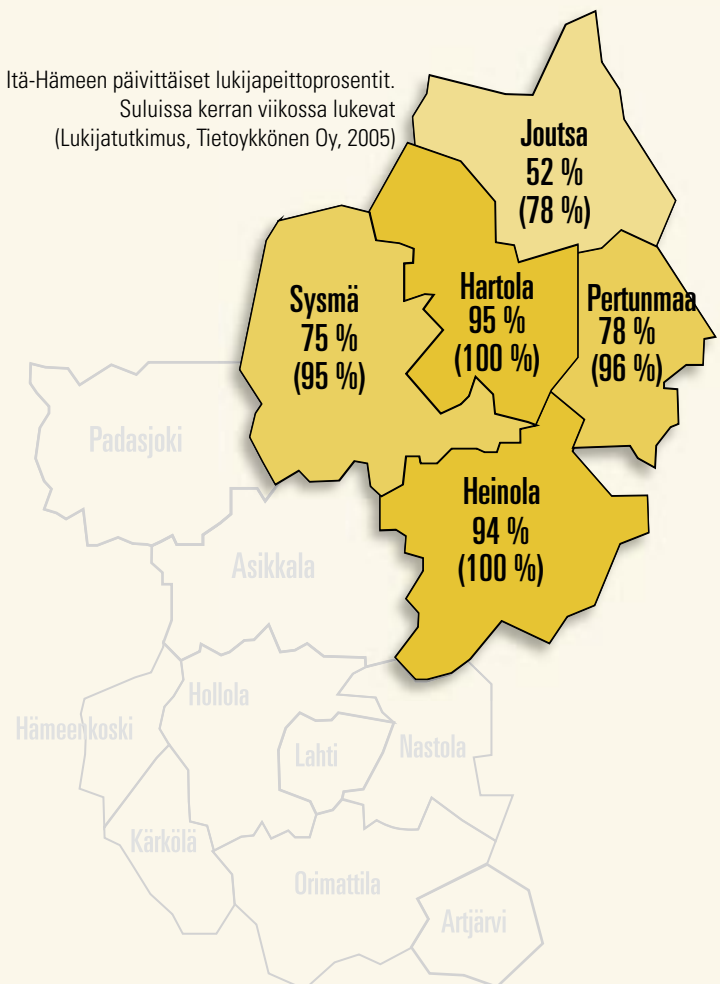 Itä-Hämeen päivittäiset lukijapeittoprosentit.
Suluissa kerran viikossa lukevat
(Lukijatutkimus, Tietoykkönen Oy, 2005)
Joutsa
52 %
(78 %)
Sysmä
75 %
(95 %)
Hartola
95 %
(100 %)
Pertunmaa
78 %
(96 %)
Heinola
94 %
(100 %)
Padasjoki
Asikkala
Hollola
Hämeenkoski
Lahti
Nastola
Kärkölä
Orimattila
Artjärvi